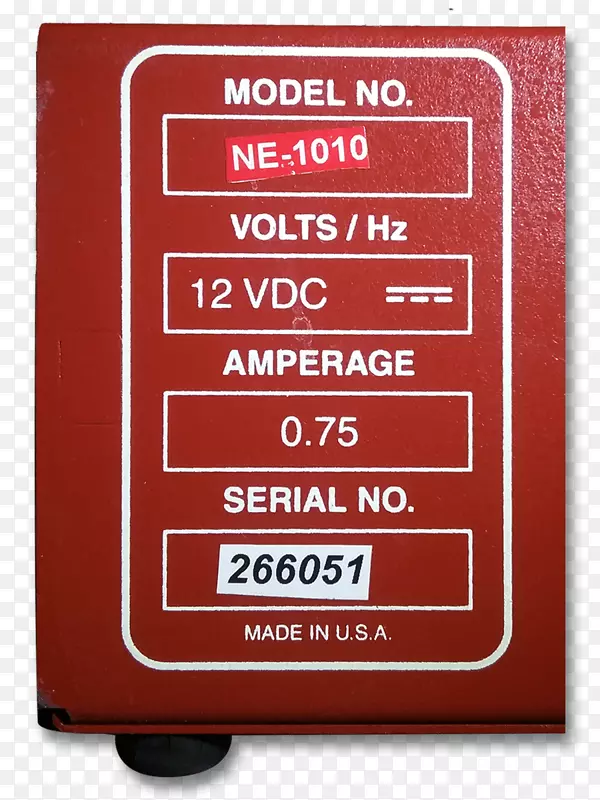 MODEL NO.
NE-1010
VOLTS / Hz
12 VDC
AMPERAGE
0.75
SERIAL NO.
266051
MADE IN U.S.A.